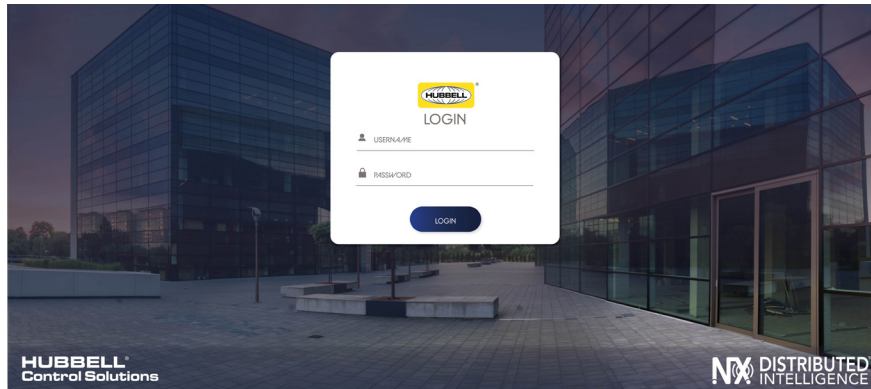 HUBBELL®
LOGIN
USERNAME
PASSWORD
LOGIN
HUBBELL®
Control Solutions
NX DISTRIBUTED
INTELLIGENCE